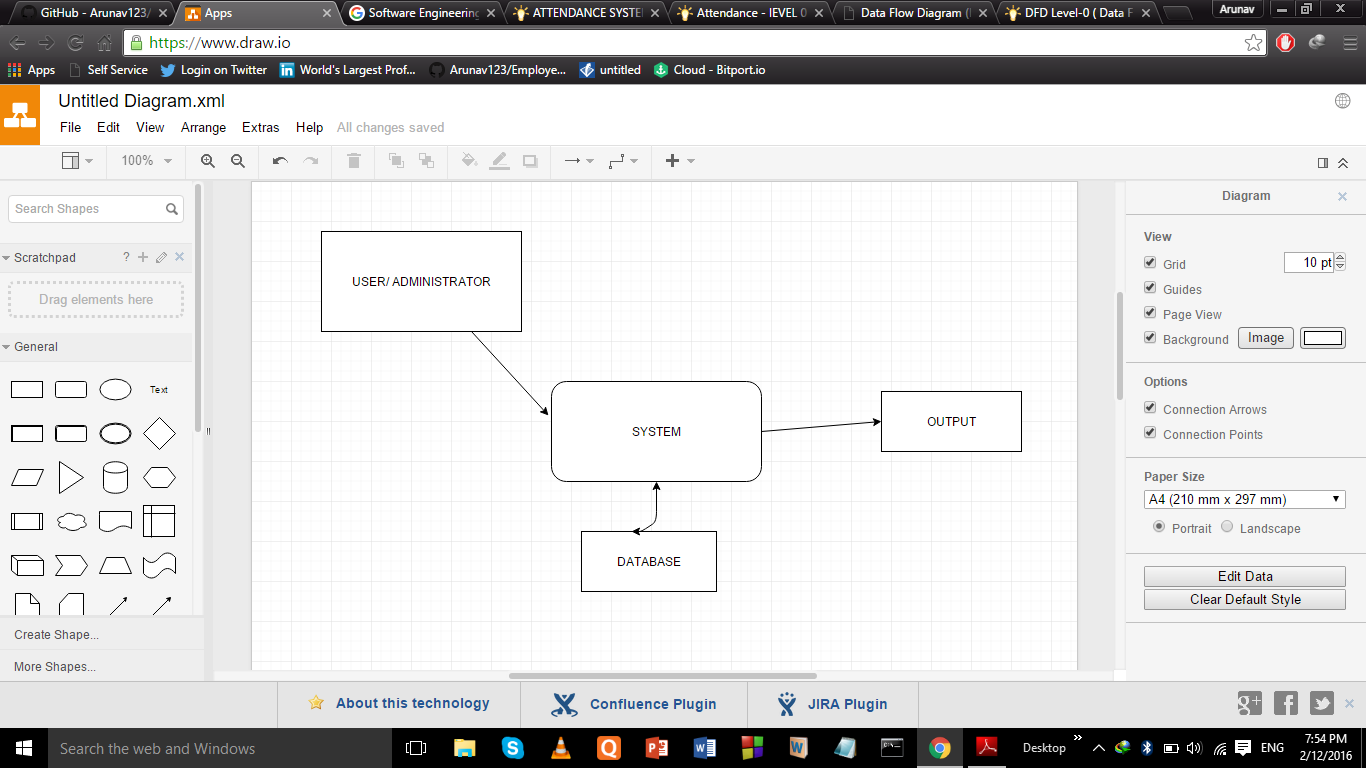 GitHub - Arunav123/
Apps
Software Engineering
ATTENDANCE SYSTE
Attendance - lEVEL 0
Data Flow Diagram (
DFD Level-0 ( Data F
Arunav
https://www.draw.io
Apps
Self Service
Login on Twitter
World's Largest Prof...
Arunav123/Employe...
untitled
Cloud - Bitport.io
Untitled Diagram.xml
File Edit View Arrange Extras Help All changes saved
100%
Search Shapes
Scratchpad ?
Drag elements here
General
Text
Create Shape...
More Shapes...
USER/ ADMINISTRATOR
SYSTEM
OUTPUT
DATABASE
Diagram
View
Grid 10 pt
Guides
Page View
Background Image
Options
Connection Arrows
Connection Points
Paper Size
A4 (210 mm x 297 mm)
Portrait Landscape
Edit Data
Clear Default Style
About this technology
Confluence Plugin
JIRA Plugin
g+
Search the web and Windows
Desktop
ENG
7:54 PM
2/12/2016